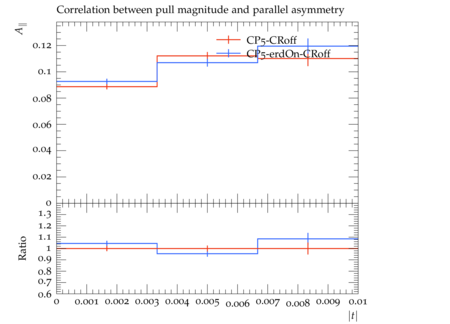 Correlation between pull magnitude and parallel asymmetry
A∥
0.12
0.1
0.08
0.06
0.04
0.02
0
CP5-CRoff
CP5-erdOn-CRoff
Ratio
1.3
1.2
1.1
1
0.9
0.8
0.7
0.6
0 0.001 0.002 0.003 0.004 0.005 0.006 0.007 0.008 0.009 0.01
|t|